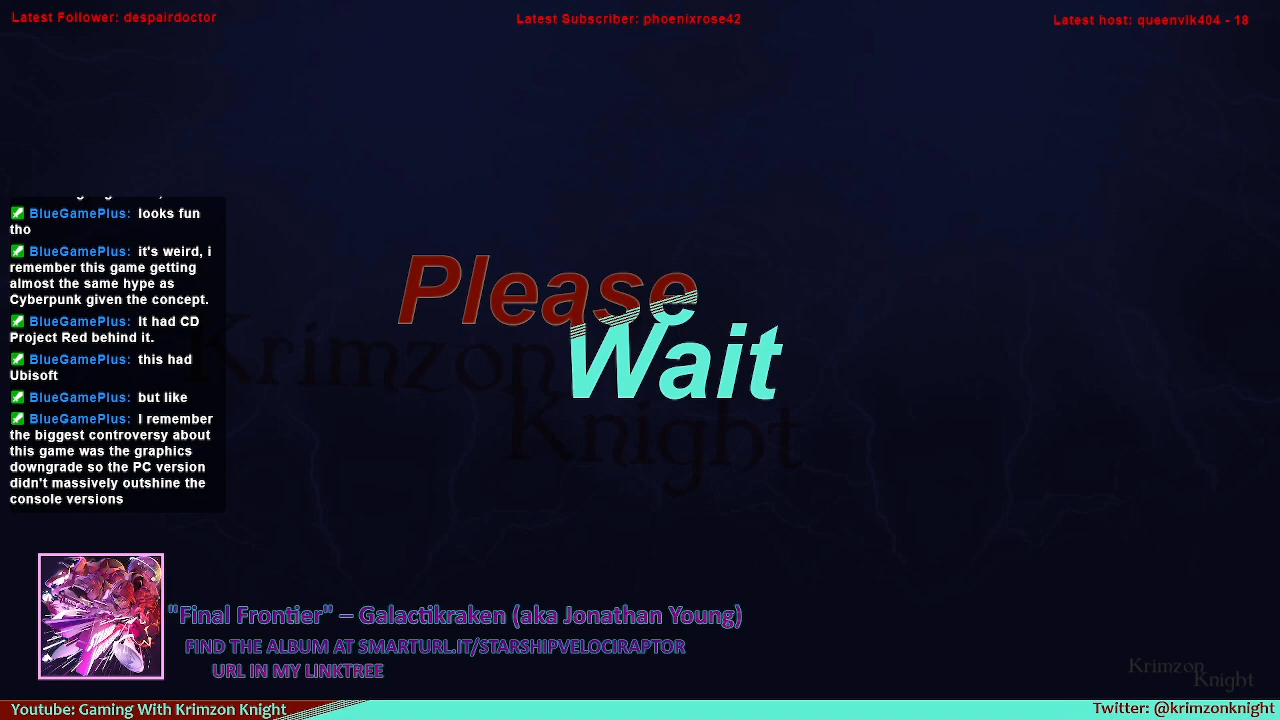 Latest Follower: despairdoctor
Latest Subscriber: phoenixrose42
Latest host: queenvik404 - 18
BlueGamePlus: looks fun
tho
BlueGamePlus: it's weird, i
remember this game getting
almost the same hype as
Cyberpunk given the concept.
BlueGamePlus: It had CD
Project Red behind it.
BlueGamePlus: this had
Ubisoft
BlueGamePlus: but like
BlueGamePlus: I remember
the biggest controversy about
this game was the graphics
downgrade so the PC version
didn't massively outshine the
console versions
Please
Wait
Krimzon
Knight
"Final Frontier" – Galactikraken (aka Jonathan Young)
FIND THE ALBUM AT SMARTURL.IT/STARSHIPVELOCIRAPTOR
URL IN MY LINKTREE
Krimzon
Knight
Youtube: Gaming With Krimzon Knight
Twitter: @krimzonknight